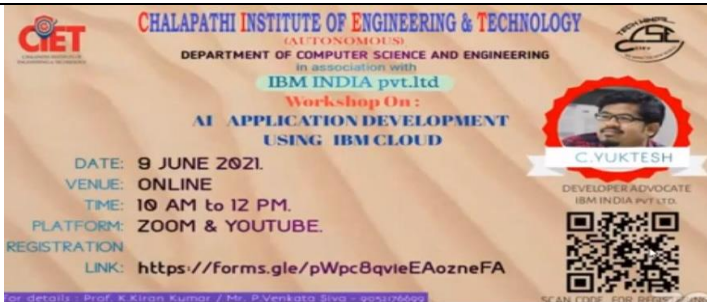 CIET
CHALAPATHI INSTITUTE OF ENGINEERING & TECHNOLOGY
(AUTONOMOUS)
DEPARTMENT OF COMPUTER SCIENCE AND ENGINEERING
in association with
IBM INDIA pvt.ltd
Workshop On :
AI APPLICATION DEVELOPMENT
USING IBM CLOUD
C.YUKTESH
DEVELOPER ADVOCATE
IBM INDIA PVT LTD.
DATE: 9 JUNE 2021.
VENUE: ONLINE
TIME: 10 AM to 12 PM.
PLATFORM: ZOOM & YOUTUBE.
REGISTRATION
LINK: https://forms.gle/pWpc8qvieEAozneFA
For details : Prof. K.Kiran Kumar / Mr. P.Venkata Siva -
SCAN CODE FOR